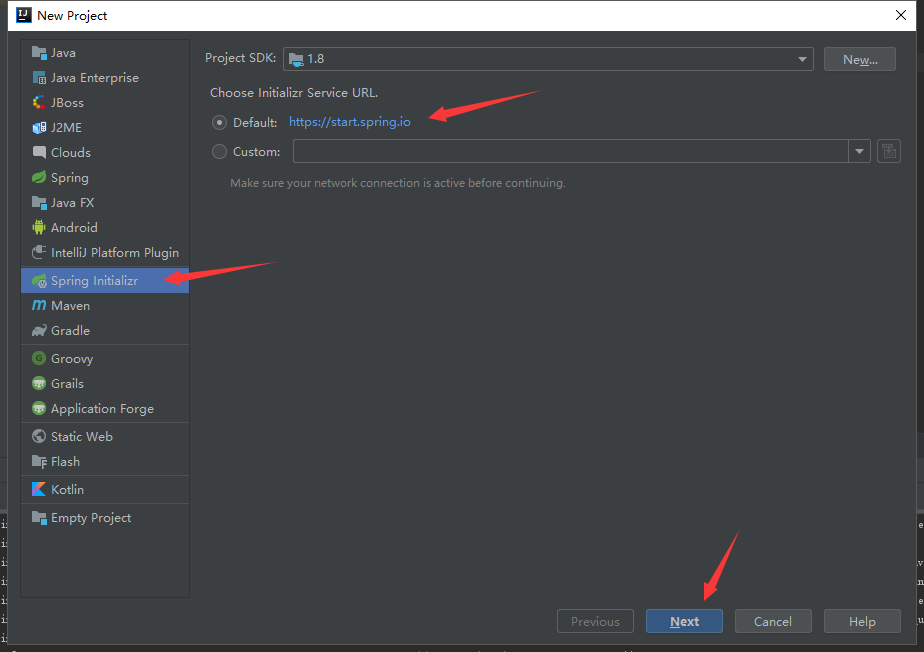 New Project
Java
Java Enterprise
JBoss
J2ME
Clouds
Spring
Java FX
Android
IntelliJ Platform Plugin
Spring Initializr
Maven
Gradle
Groovy
Grails
Application Forge
Static Web
Flash
Kotlin
Empty Project
Project SDK: 1.8 New...
Choose Initializr Service URL.
Default: https://start.spring.io
Custom:
Make sure your network connection is active before continuing.
Previous Next Cancel Help